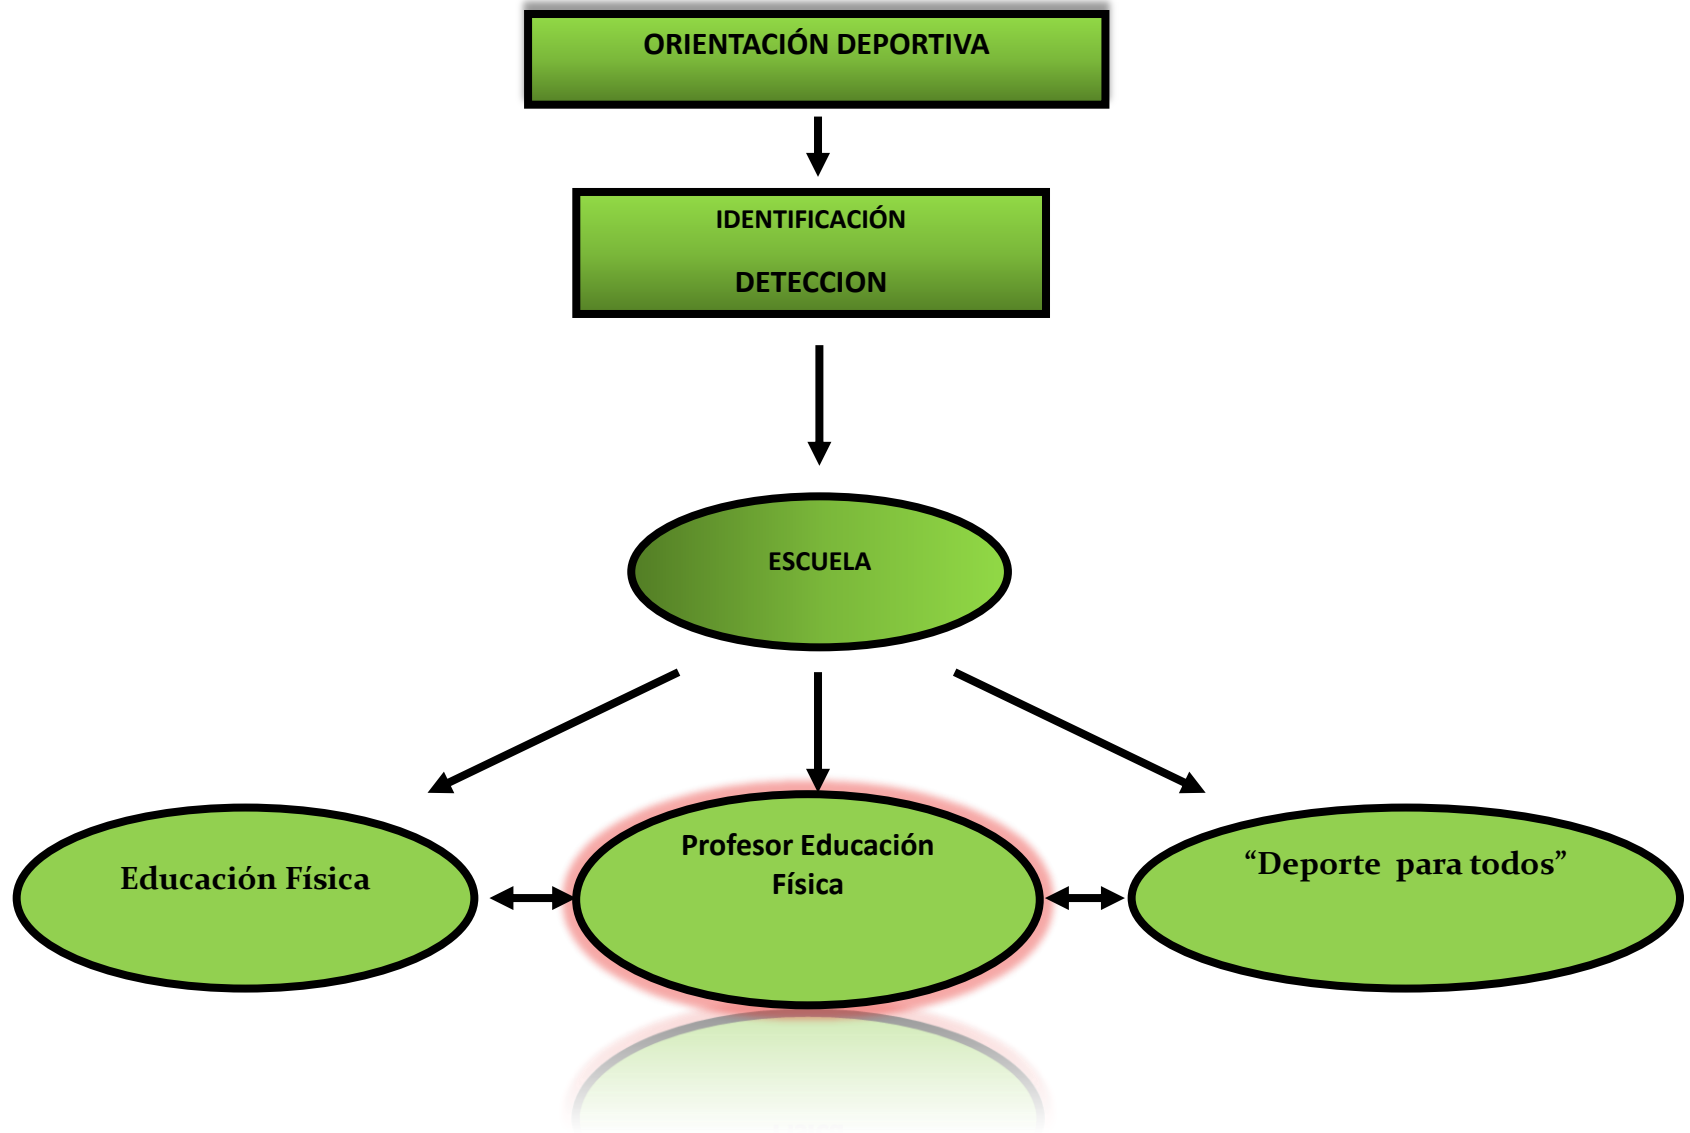 ORIENTACIÓN DEPORTIVA
IDENTIFICACIÓN
DETECCION
ESCUELA
Educación Física
Profesor Educación
Física
“Deporte para todos”